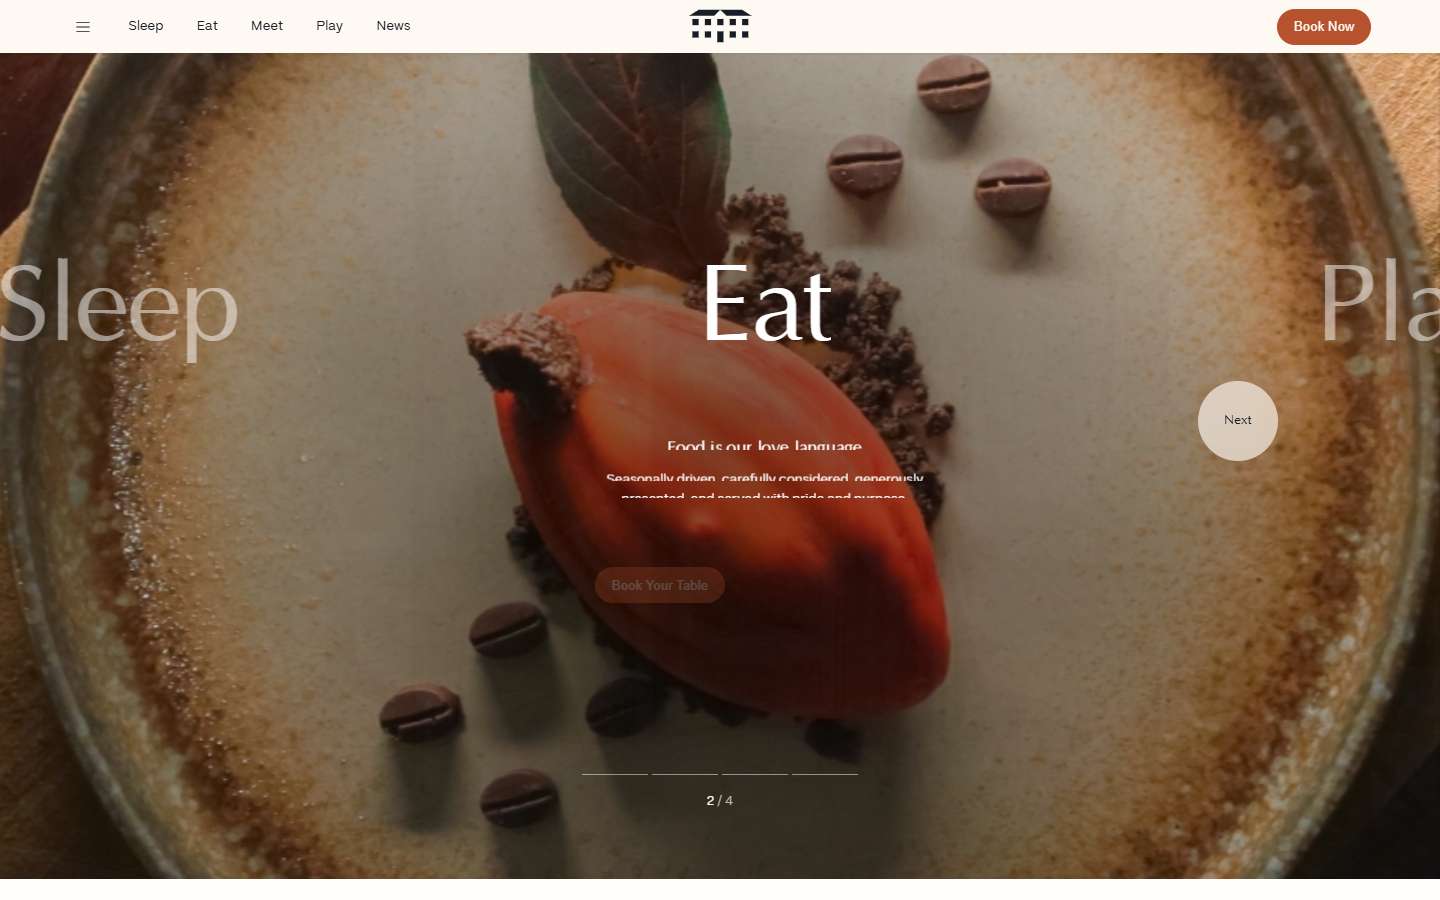 Sleep
Eat
Meet
Play
News
Book Now
Sleep
Eat
Pla
Next
Food is our love language
Seasonally driven, carefully considered, generously
presented, and served with pride and purpose.
Book Your Table
2 / 4